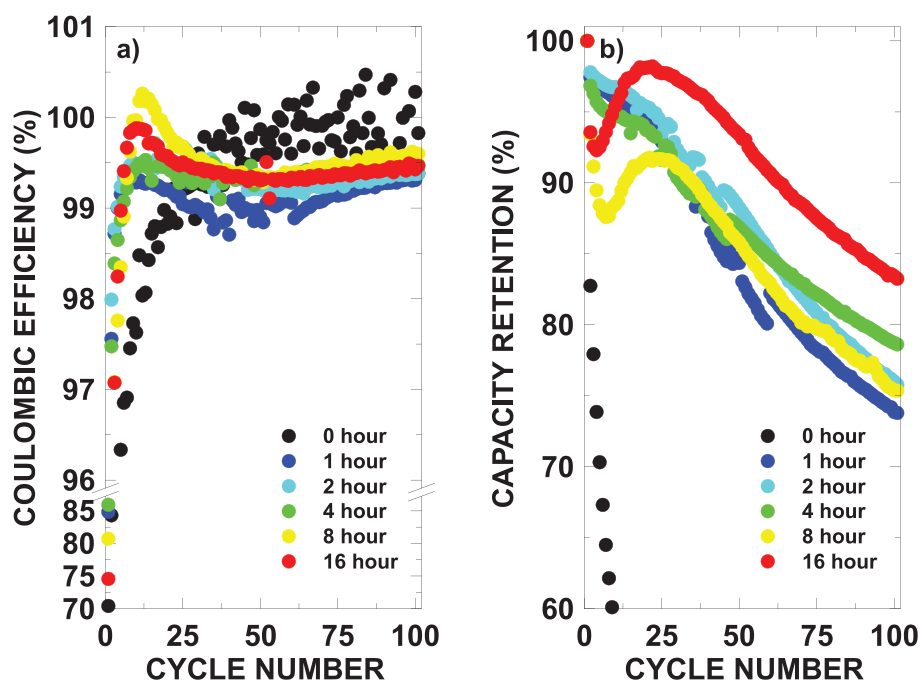 a)
COULOMBIC EFFICIENCY (%)
101
100
99
98
97
96
85
80
75
70
0 hour
1 hour
2 hour
4 hour
8 hour
16 hour
0 25 50 75 100
CYCLE NUMBER
b)
CAPACITY RETENTION (%)
100
90
80
70
60
0 hour
1 hour
2 hour
4 hour
8 hour
16 hour
0 25 50 75 100
CYCLE NUMBER